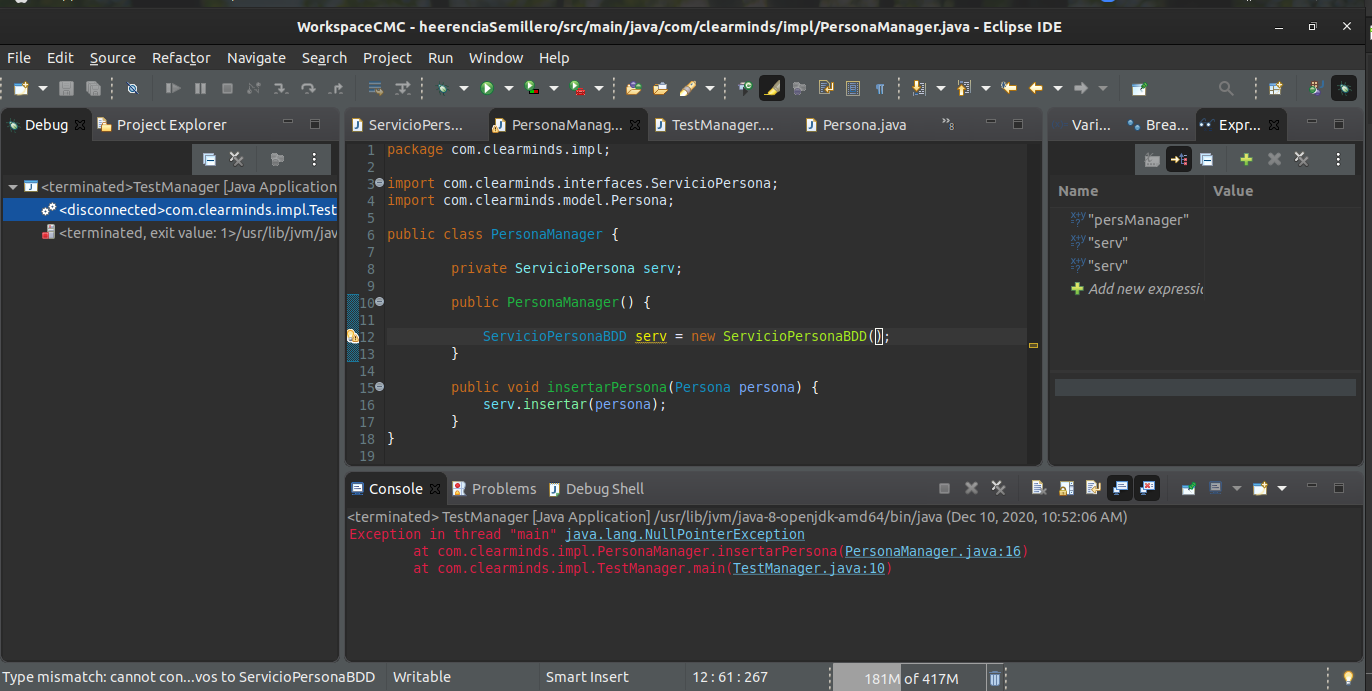 WorkspaceCMC - heerenciaSemillero/src/main/java/com/clearminds/impl/PersonaManager.java - Eclipse IDE
File Edit Source Refactor Navigate Search Project Run Window Help
Debug Project Explorer
<terminated>TestManager [Java Application
<disconnected>com.clearminds.impl.Test
<terminated, exit value: 1>/usr/lib/jvm/jav
ServicioPers... PersonaManag... TestManager.... Persona.java »8
1 package com.clearminds.impl;
2
3 import com.clearminds.interfaces.ServicioPersona;
4 import com.clearminds.model.Persona;
5
6 public class PersonaManager {
7
8 private ServicioPersona serv;
9
10 public PersonaManager() {
11
12 ServicioPersonaBDD serv = new ServicioPersonaBDD();
13 }
14
15 public void insertarPersona(Persona persona) {
16 serv.insertar(persona);
17 }
18 }
19
Vari... Brea... Expr...
Name Value
"persManager"
"serv"
"serv"
Add new expressio
Console Problems Debug Shell
<terminated> TestManager [Java Application] /usr/lib/jvm/java-8-openjdk-amd64/bin/java (Dec 10, 2020, 10:52:06 AM)
Exception in thread "main" java.lang.NullPointerException
at com.clearminds.impl.PersonaManager.insertarPersona(PersonaManager.java:16)
at com.clearminds.impl.TestManager.main(TestManager.java:10)
Type mismatch: cannot con...vos to ServicioPersonaBDD Writable Smart Insert 12 : 61 : 267 181M of 417M